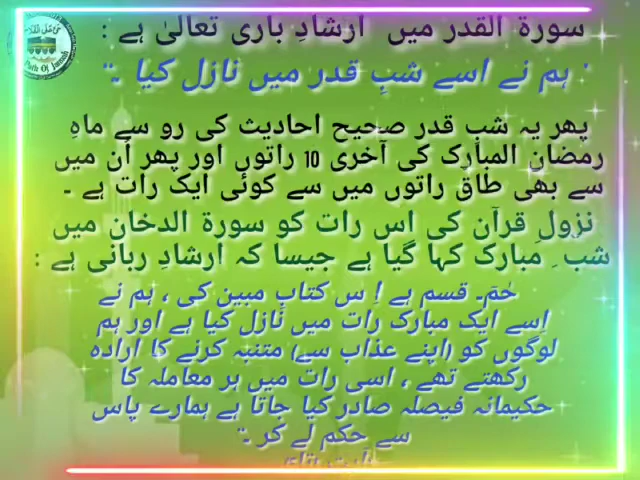 سورۃ القدر میں ارشادِ باری تعالیٰ ہے :
" ہم نے اسے شبِ قدر میں نازل کیا ۔"
پھر یہ شب قدر صحیح احادیث کی رو سے ماہِ
رمضان المبارک کی آخری 10 راتوں اور پھر اُن میں
سے بھی طاق راتوں میں سے کوئی ایک رات ہے ۔
نزولِ قرآن کی اس رات کو سورۃ الدخان میں
شبِ مبارک کہا گیا ہے جیسا کہ ارشادِ ربانی ہے :
حٰمٓ۔ قسم ہے اِ س کتابِ مبین کی ، ہم نے
اِسے ایک مبارک رات میں نازل کیا ہے اور ہم
لوگوں کو (اپنے عذاب سے) متنبہ کرنے کا ارادہ
رکھتے تھے ، اسی رات میں ہر معاملہ کا
حکیمانہ فیصلہ صادر کیا جاتا ہے ہمارے پاس
سے حکم لے کر ۔"
Path Of Jannah